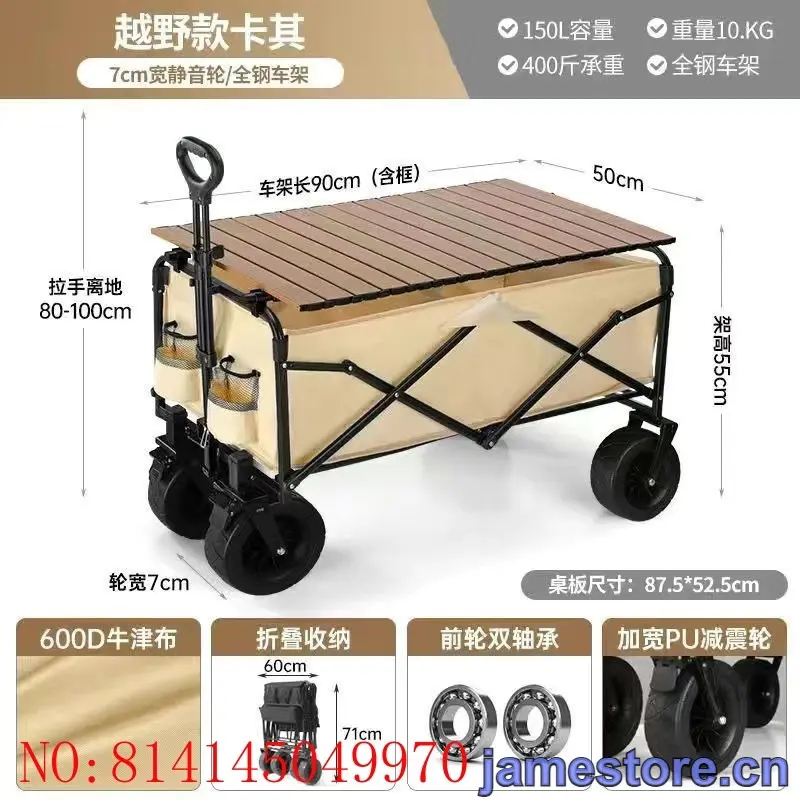 越野款卡其
7cm宽静音轮/全钢车架
150L容量
重量10.KG
400斤承重
全钢车架
车架长90cm（含框）
50cm
拉手离地
80-100cm
架高55cm
轮宽7cm
桌板尺寸：87.5*52.5cm
600D牛津布
折叠收纳
前轮双轴承
加宽PU减震轮
60cm
71cm
NO:814145049970
jamestore.cn